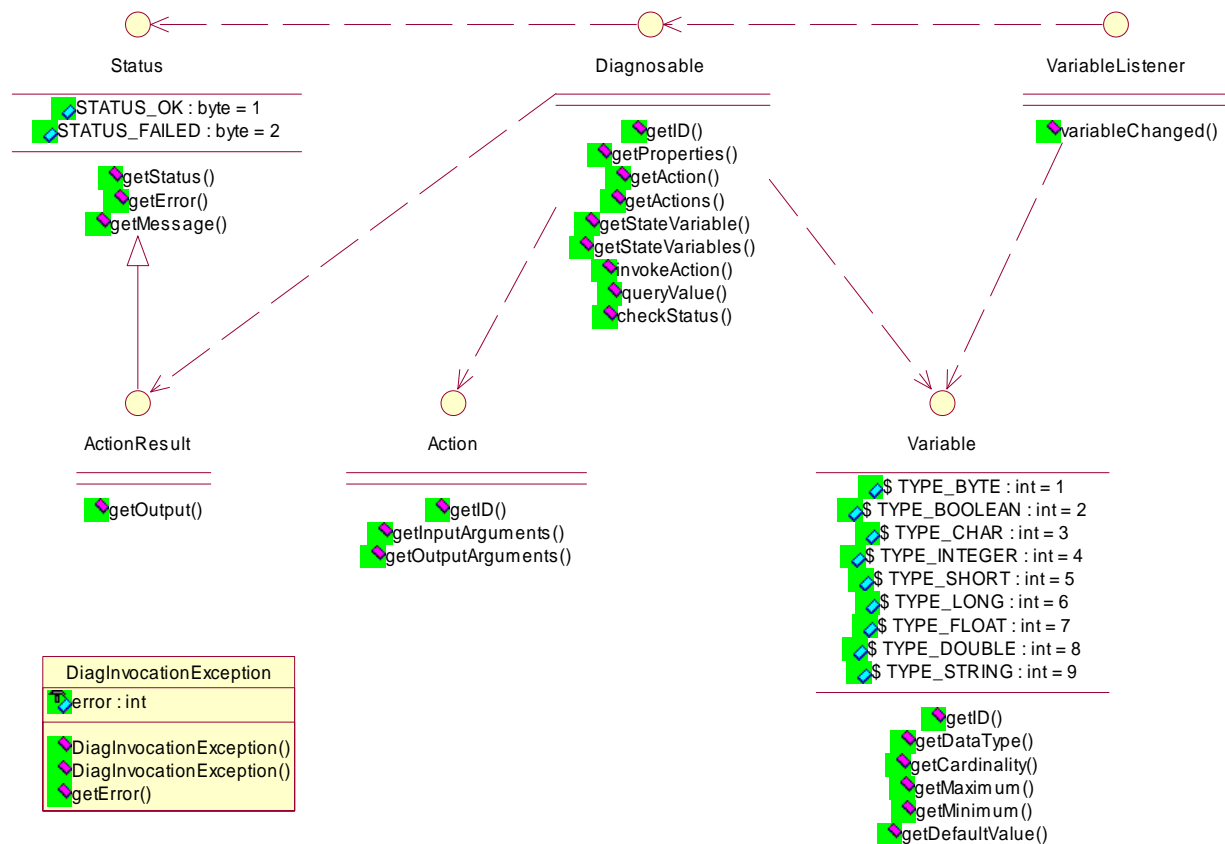 Status
STATUS_OK : byte = 1
STATUS_FAILED : byte = 2
getStatus()
getError()
getMessage()
Diagnosable
getID()
getProperties()
getAction()
getActions()
getStateVariable()
getStateVariables()
invokeAction()
queryValue()
checkStatus()
VariableListener
variableChanged()
ActionResult
getOutput()
Action
getID()
getInputArguments()
getOutputArguments()
Variable
$ TYPE_BYTE : int = 1
$ TYPE_BOOLEAN : int = 2
$ TYPE_CHAR : int = 3
$ TYPE_INTEGER : int = 4
$ TYPE_SHORT : int = 5
$ TYPE_LONG : int = 6
$ TYPE_FLOAT : int = 7
$ TYPE_DOUBLE : int = 8
$ TYPE_STRING : int = 9
getID()
getDataType()
getCardinality()
getMaximum()
getMinimum()
getDefaultValue()
DiagInvocationException
error : int
DiagInvocationException()
DiagInvocationException()
getError()